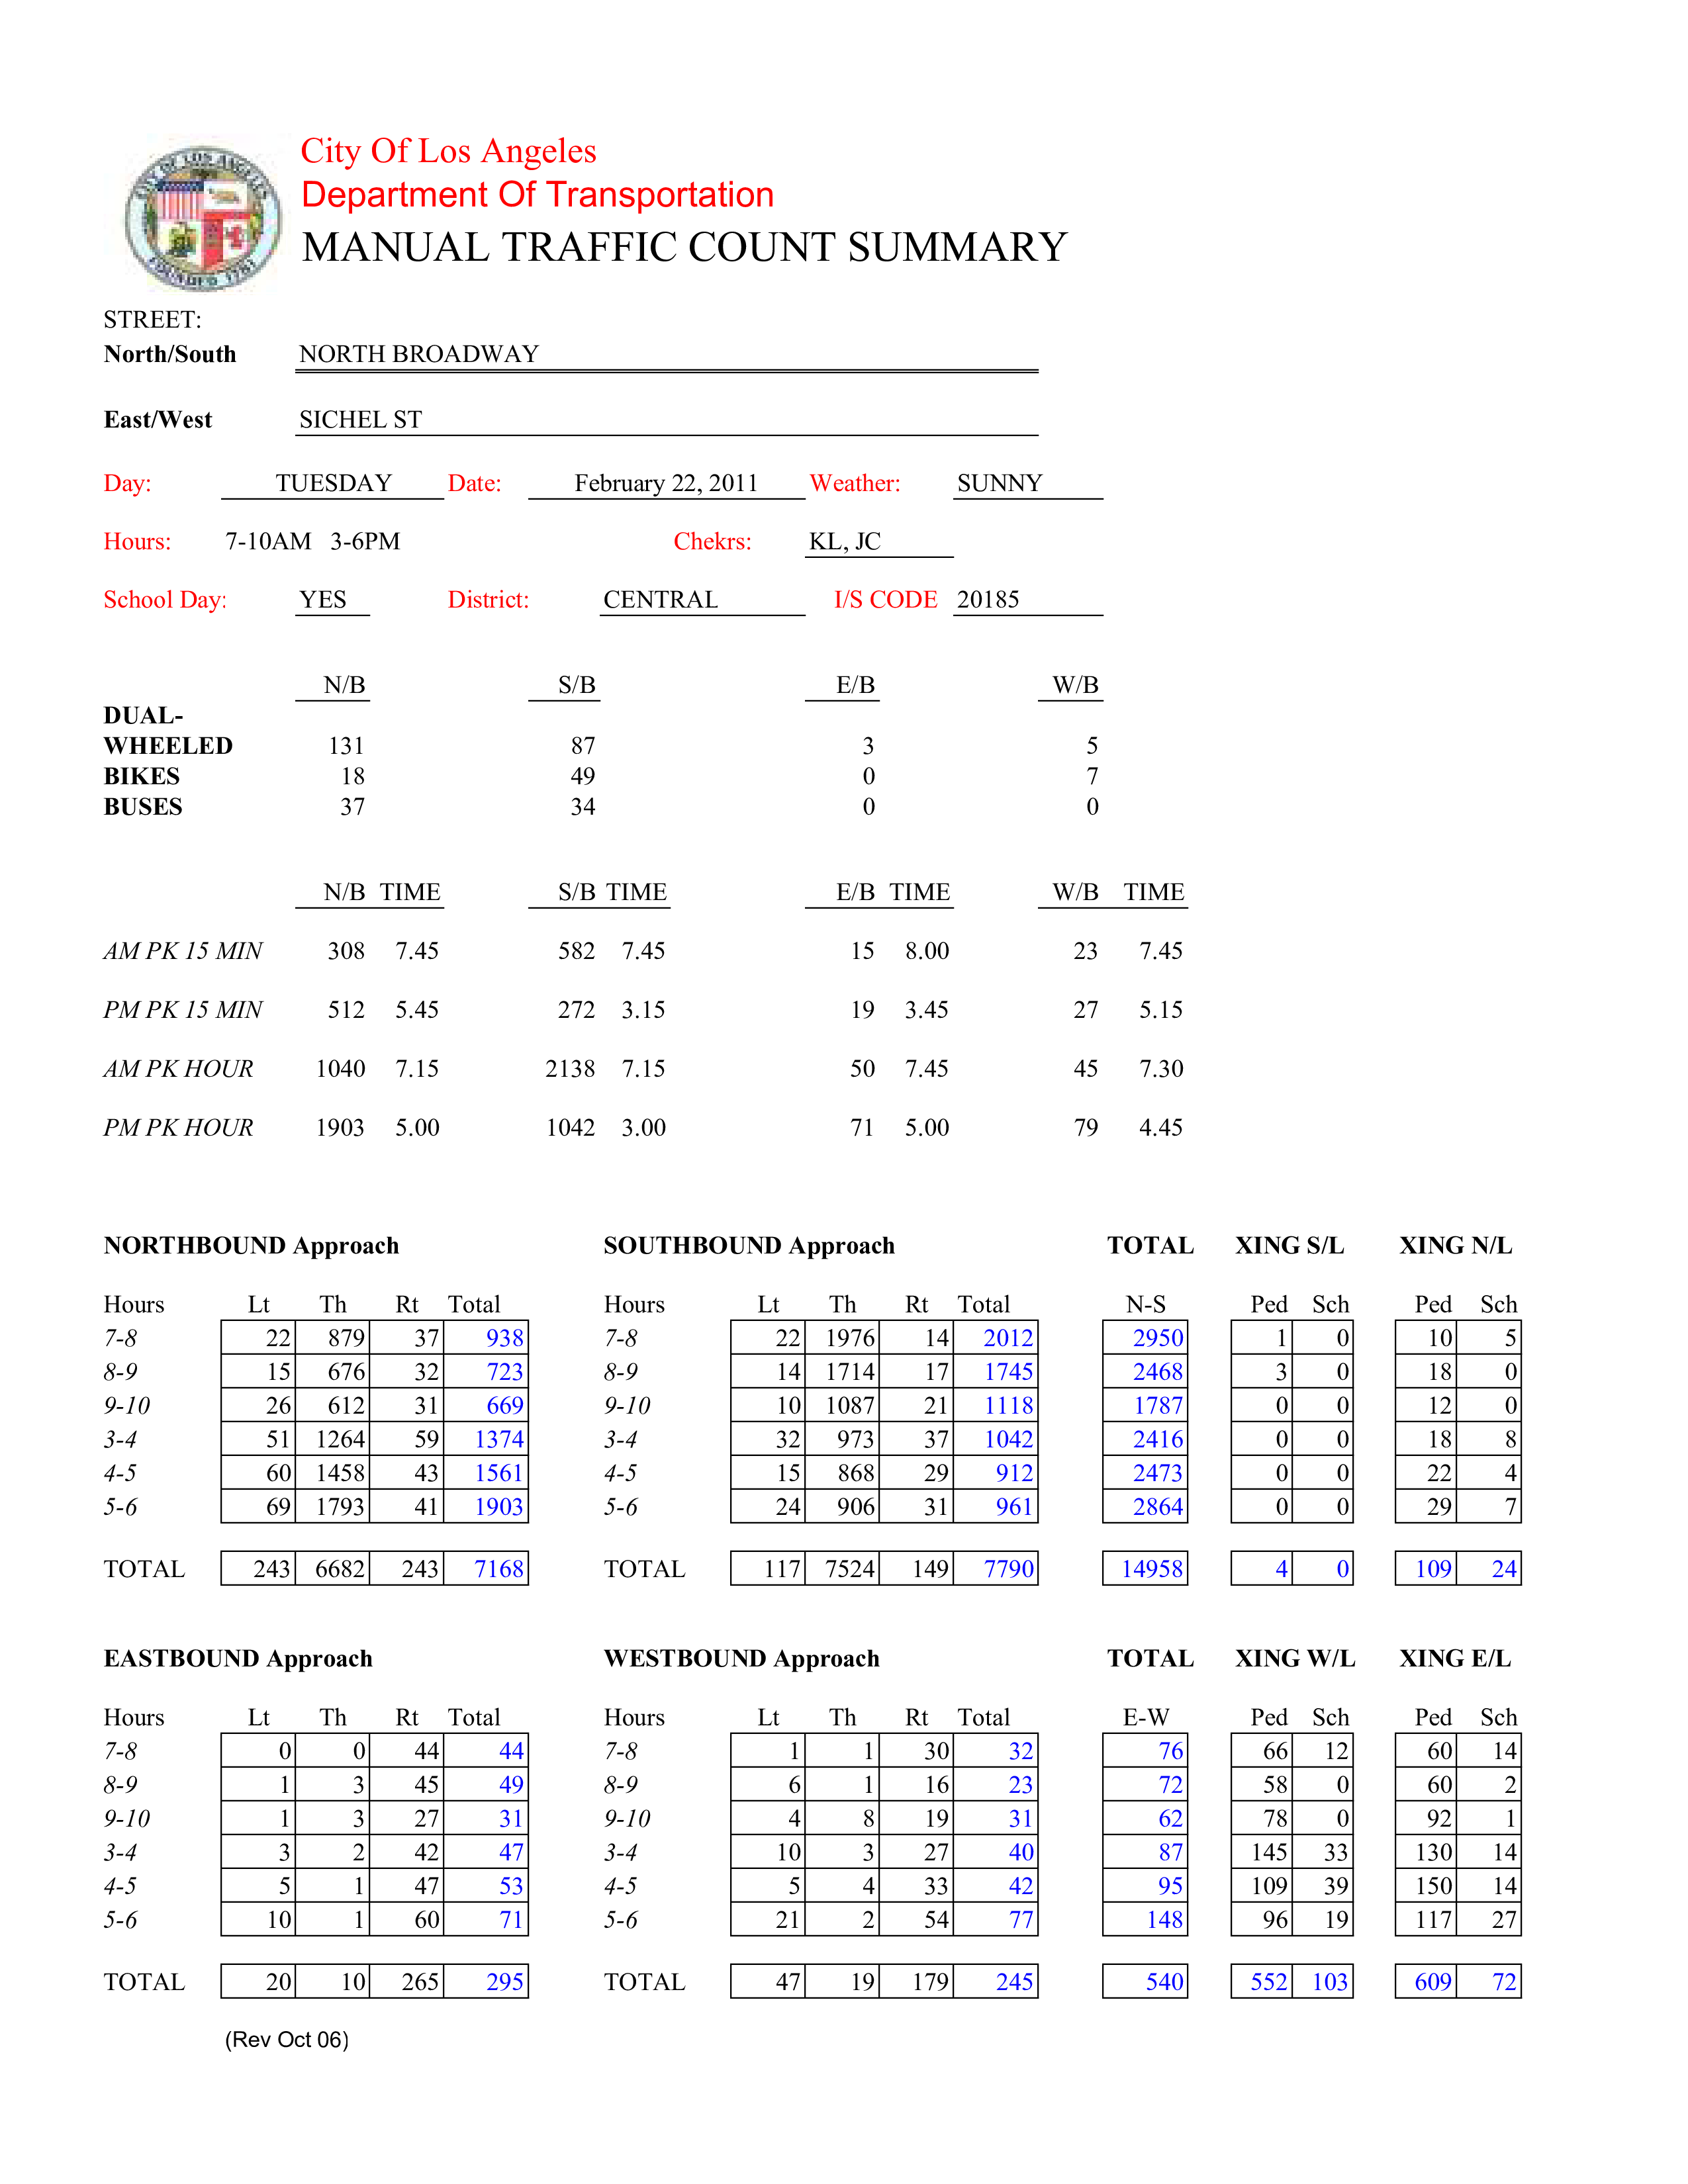 City Of Los Angeles
Department Of Transportation
MANUAL TRAFFIC COUNT SUMMARY
CITY OF LOS ANGELES
FOUNDED 1781
STREET:
North/South NORTH BROADWAY
East/West SICHEL ST
Day: TUESDAY Date: February 22, 2011 Weather: SUNNY
Hours: 7-10AM 3-6PM Chekrs: KL, JC
School Day: YES District: CENTRAL I/S CODE 20185
N/B S/B E/B W/B
DUAL-
WHEELED 131 87 3 5
BIKES 18 49 0 7
BUSES 37 34 0 0
N/B TIME S/B TIME E/B TIME W/B TIME
AM PK 15 MIN 308 7.45 582 7.45 15 8.00 23 7.45
PM PK 15 MIN 512 5.45 272 3.15 19 3.45 27 5.15
AM PK HOUR 1040 7.15 2138 7.15 50 7.45 45 7.30
PM PK HOUR 1903 5.00 1042 3.00 71 5.00 79 4.45
NORTHBOUND Approach SOUTHBOUND Approach TOTAL XING S/L XING N/L
Hours Lt Th Rt Total Hours Lt Th Rt Total N-S Ped Sch Ped Sch
7-8 22 879 37 938 7-8 22 1976 14 2012 2950 1 0 10 5
8-9 15 676 32 723 8-9 14 1714 17 1745 2468 3 0 18 0
9-10 26 612 31 669 9-10 10 1087 21 1118 1787 0 0 12 0
3-4 51 1264 59 1374 3-4 32 973 37 1042 2416 0 0 18 8
4-5 60 1458 43 1561 4-5 15 868 29 912 2473 0 0 22 4
5-6 69 1793 41 1903 5-6 24 906 31 961 2864 0 0 29 7
TOTAL 243 6682 243 7168 TOTAL 117 7524 149 7790 14958 4 0 109 24
EASTBOUND Approach WESTBOUND Approach TOTAL XING W/L XING E/L
Hours Lt Th Rt Total Hours Lt Th Rt Total E-W Ped Sch Ped Sch
7-8 0 0 44 44 7-8 1 1 30 32 76 66 12 60 14
8-9 1 3 45 49 8-9 6 1 16 23 72 58 0 60 2
9-10 1 3 27 31 9-10 4 8 19 31 62 78 0 92 1
3-4 3 2 42 47 3-4 10 3 27 40 87 145 33 130 14
4-5 5 1 47 53 4-5 5 4 33 42 95 109 39 150 14
5-6 10 1 60 71 5-6 21 2 54 77 148 96 19 117 27
TOTAL 20 10 265 295 TOTAL 47 19 179 245 540 552 103 609 72
(Rev Oct 06)